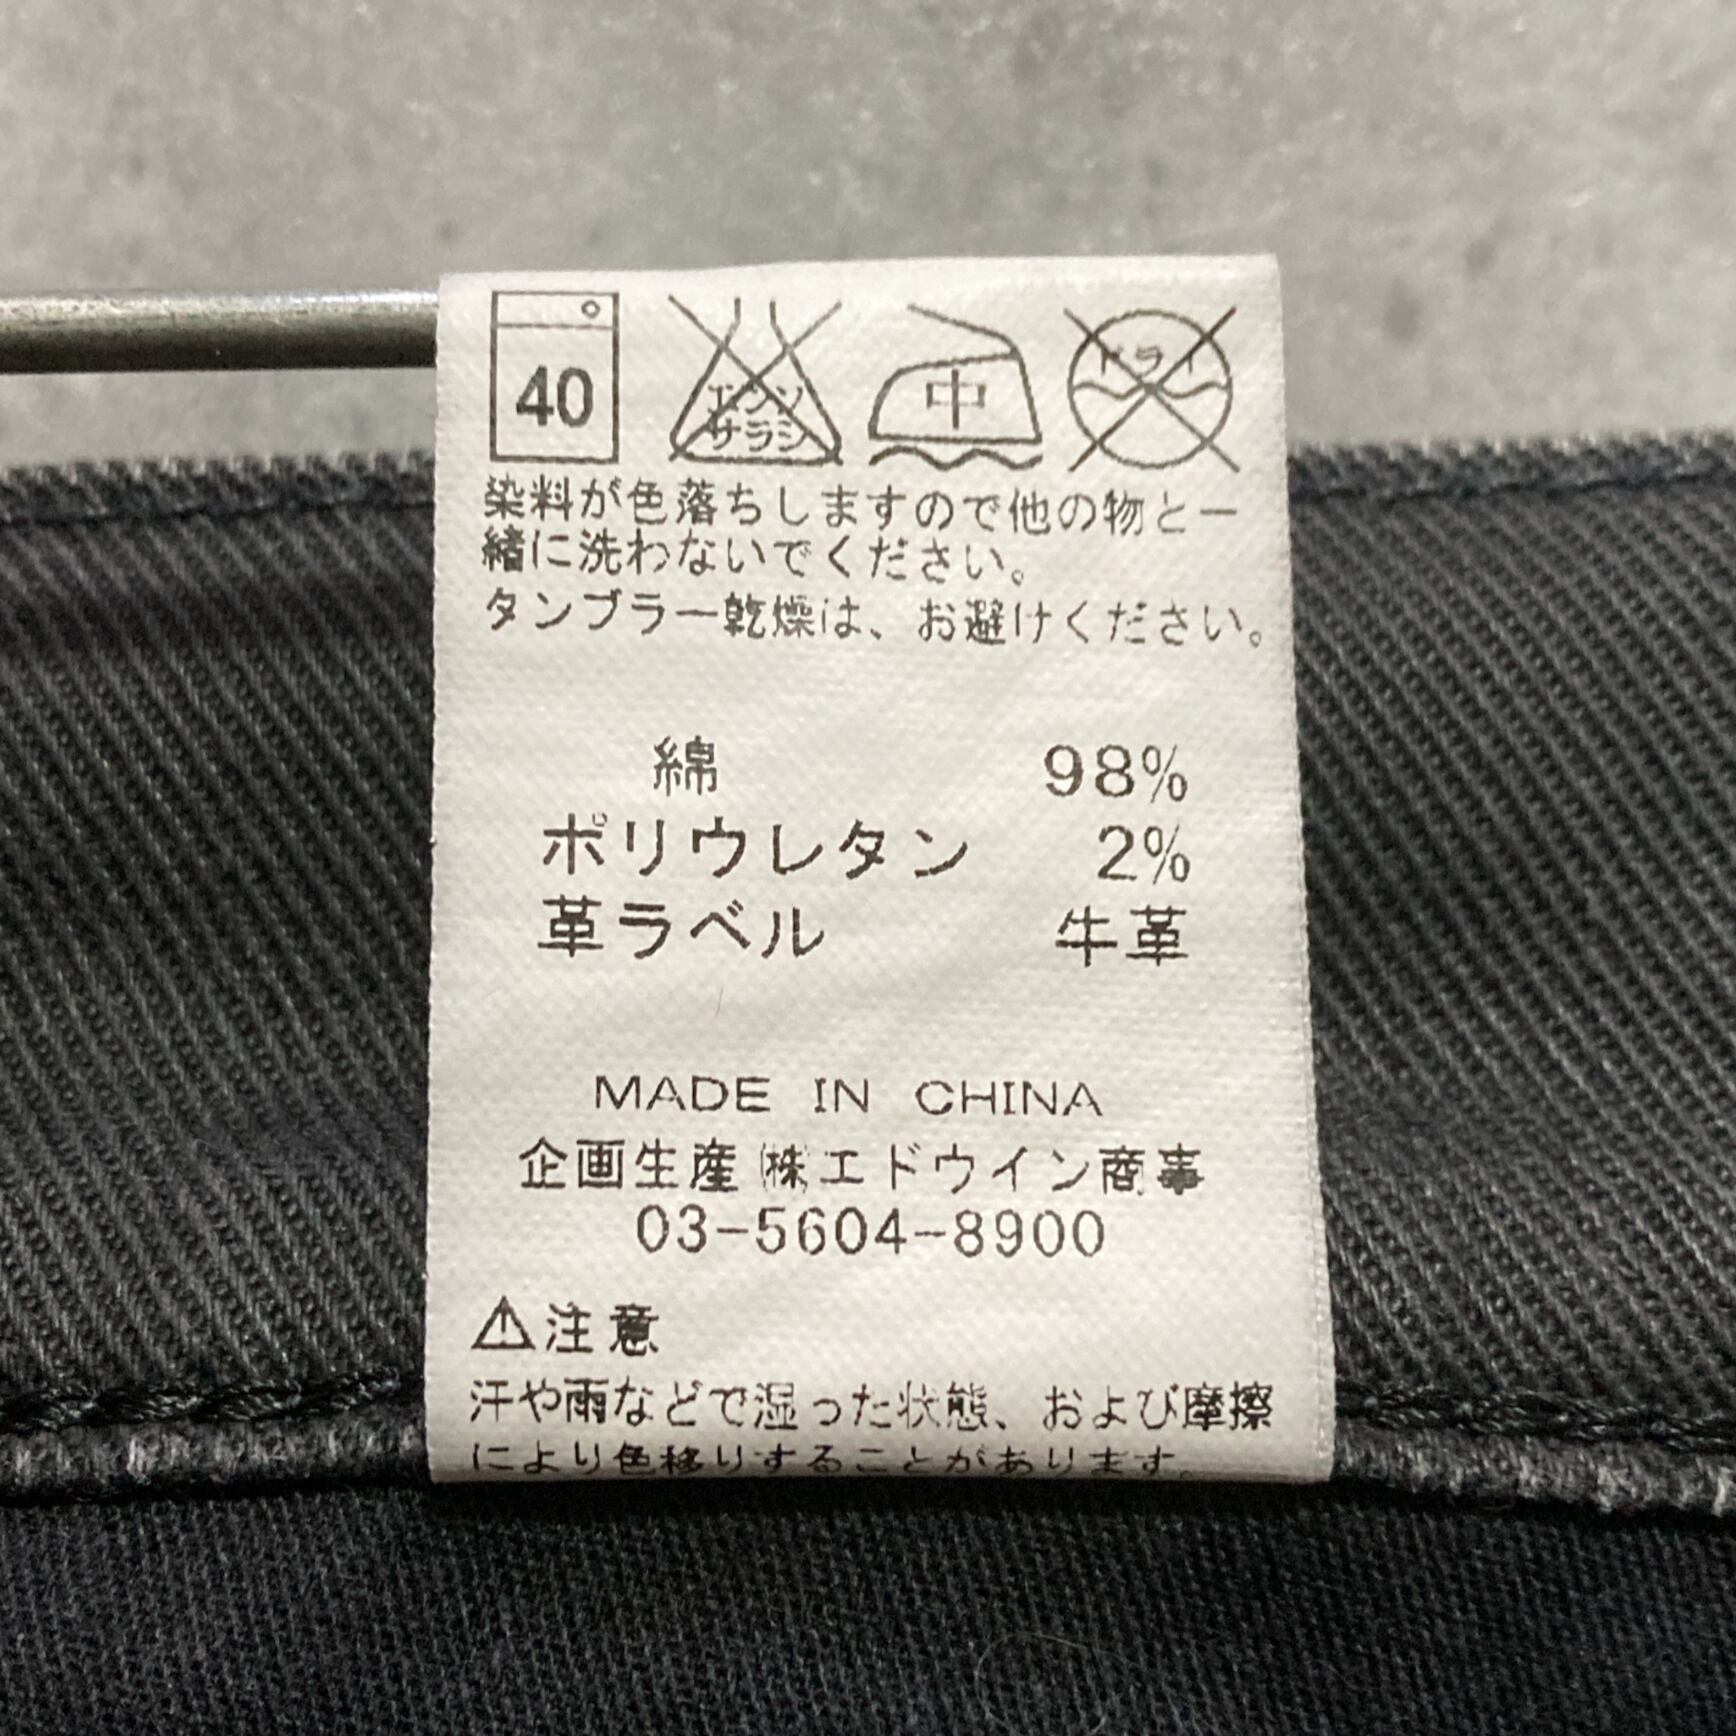 40
エンソ
サラシ
中
ドライ
染料が色落ちしますので他の物と一
緒に洗わないでください。
タンブラー乾燥は、お避けください。
綿 98%
ポリウレタン 2%
革ラベル 牛革
MADE IN CHINA
企画生産㈱エドウイン商事
03-5604-8900
⚠注意
汗や雨などで湿った状態、および摩擦
により色移りすることがあります。